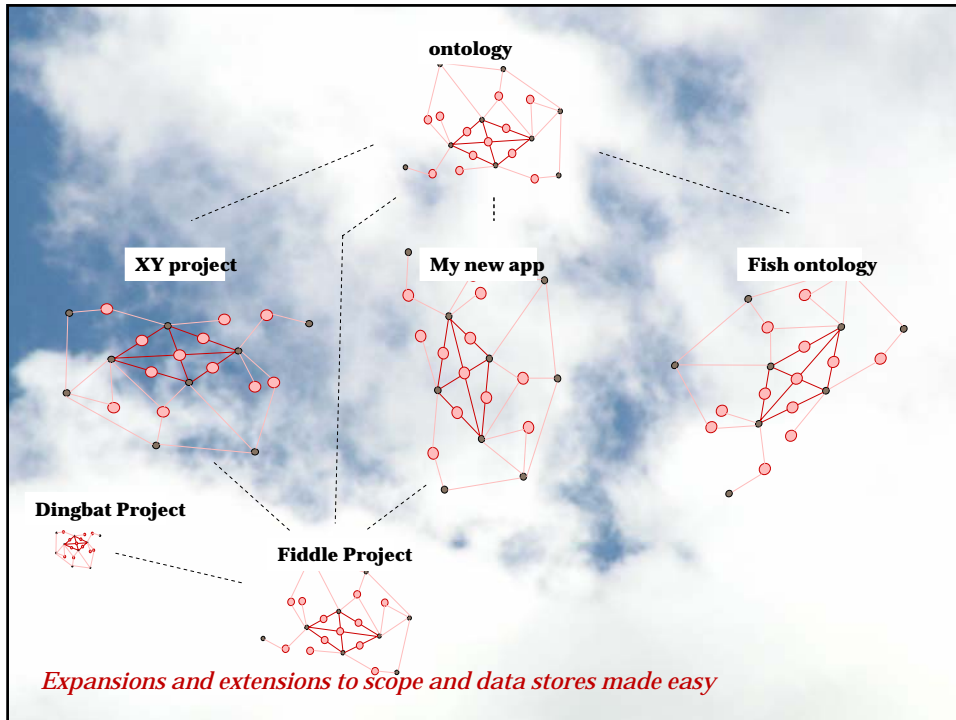 ontology
XY project
My new app
Fish ontology
Dingbat Project
Fiddle Project
Expansions and extensions to scope and data stores made easy